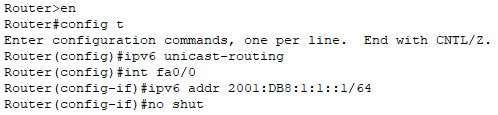 Router>en
Router#config t
Enter configuration commands, one per line.  End with CNTL/Z.
Router(config)#ipv6 unicast-routing
Router(config)#int fa0/0
Router(config-if)#ipv6 addr 2001:DB8:1:1::1/64
Router(config-if)#no shut